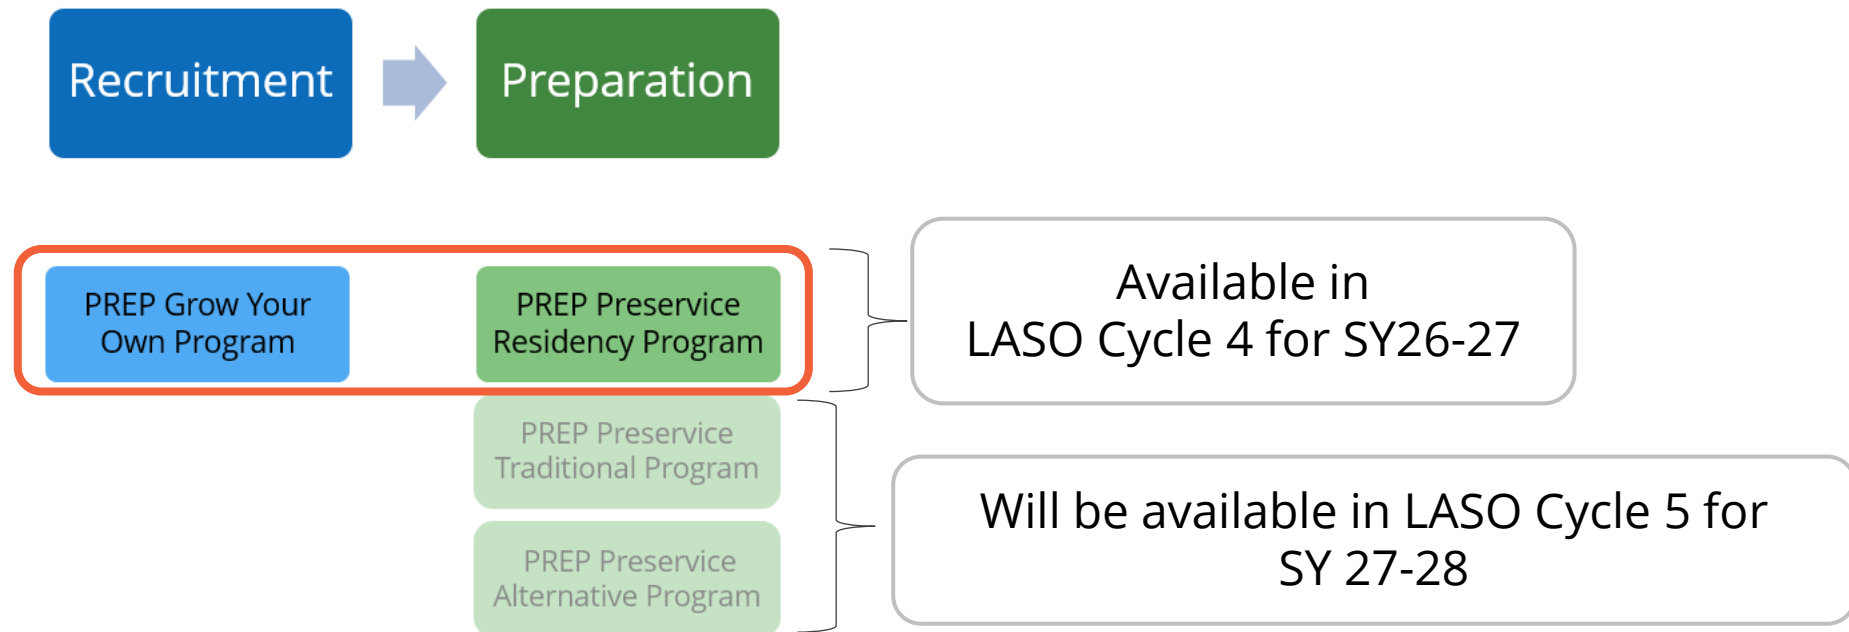 Recruitment
Preparation
PREP Grow Your
Own Program
PREP Preservice
Residency Program
Available in
LASO Cycle 4 for SY26-27
PREP Preservice
Traditional Program
PREP Preservice
Alternative Program
Will be available in LASO Cycle 5 for
SY 27-28